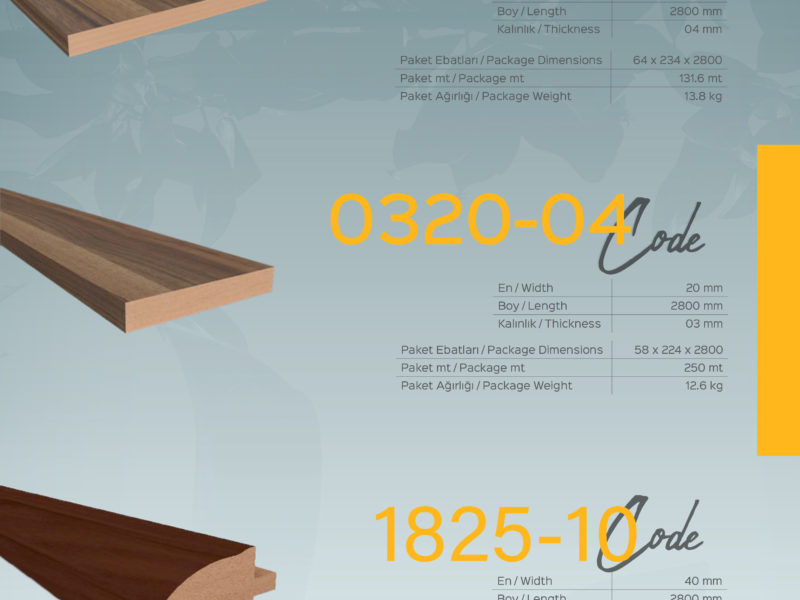 Boy / Length 2800 mm
Kalınlık / Thickness 04 mm
Paket Ebatları / Package Dimensions 64 x 234 x 2800
Paket mt / Package mt 131.6 mt
Paket Ağırlığı / Package Weight 13.8 kg
0320-04 Code
En / Width 20 mm
Boy / Length 2800 mm
Kalınlık / Thickness 03 mm
Paket Ebatları / Package Dimensions 58 x 224 x 2800
Paket mt / Package mt 250 mt
Paket Ağırlığı / Package Weight 12.6 kg
1825-10 Code
En / Width 40 mm
Boy / Length 2800 mm